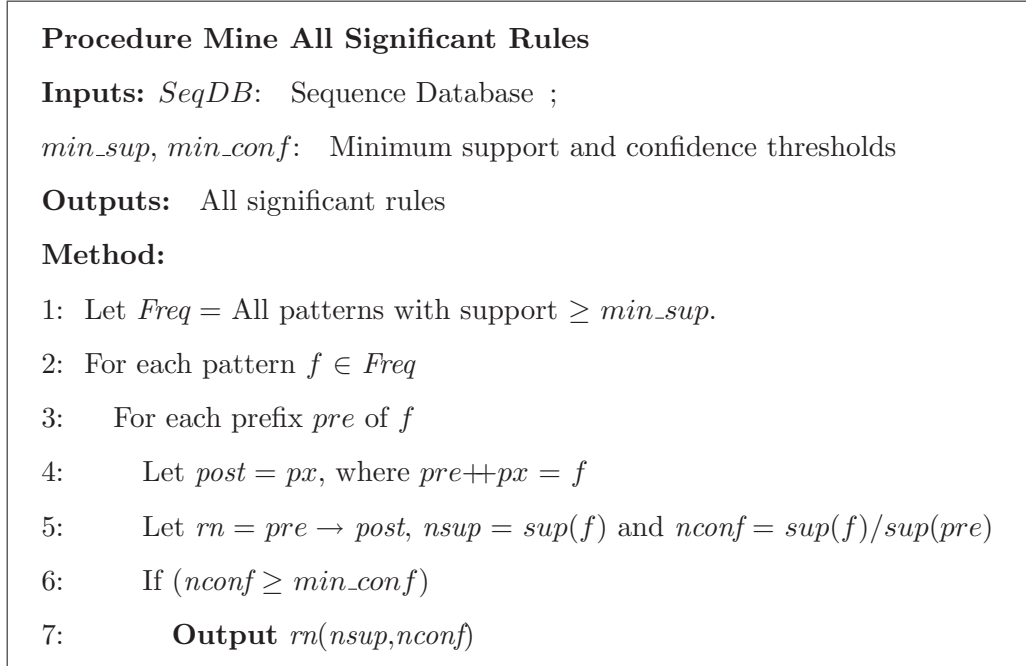 Procedure Mine All Significant Rules
Inputs: SeqDB: Sequence Database ;
min_sup, min_conf: Minimum support and confidence thresholds
Outputs: All significant rules
Method:
1: Let Freq = All patterns with support ≥ min_sup.
2: For each pattern f ∈ Freq
3: For each prefix pre of f
4: Let post = px, where pre++px = f
5: Let rn = pre → post, nsup = sup(f) and nconf = sup(f)/sup(pre)
6: If (nconf ≥ min_conf)
7: Output rn(nsup,nconf)